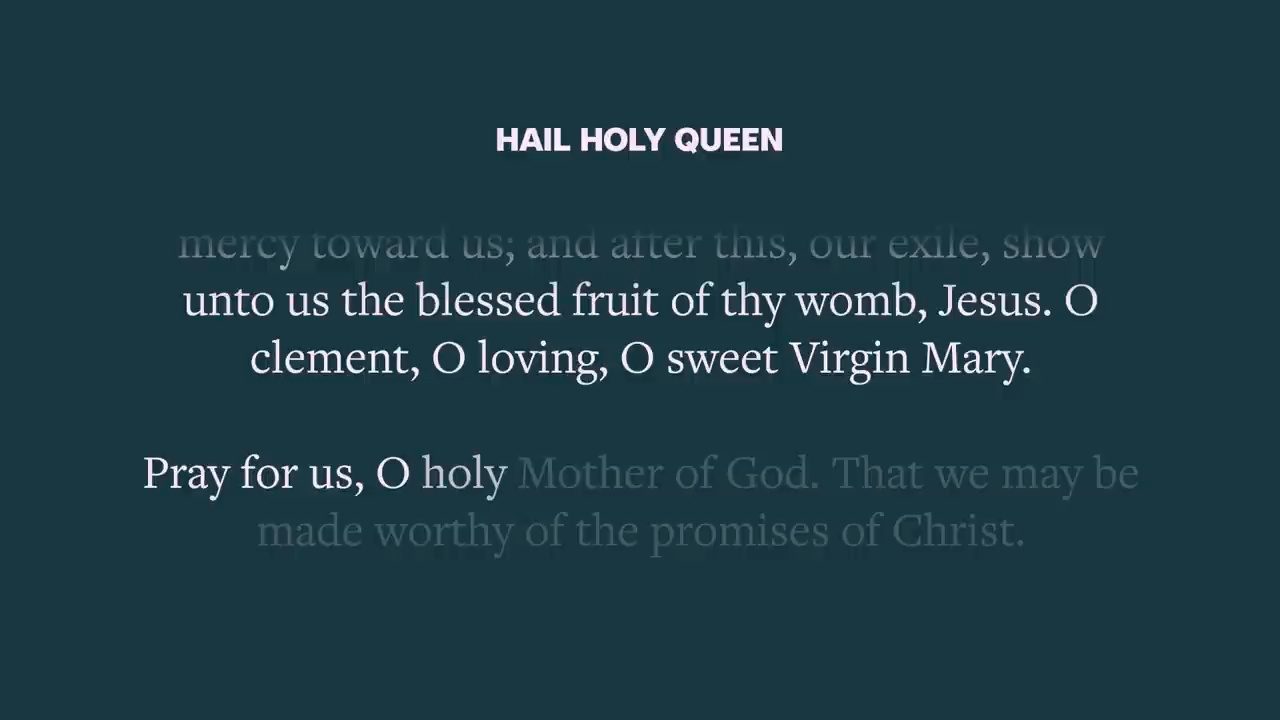 HAIL HOLY QUEEN
mercy toward us; and after this, our exile, show
unto us the blessed fruit of thy womb, Jesus. O
clement, O loving, O sweet Virgin Mary.
Pray for us, O holy Mother of God. That we may be
made worthy of the promises of Christ.